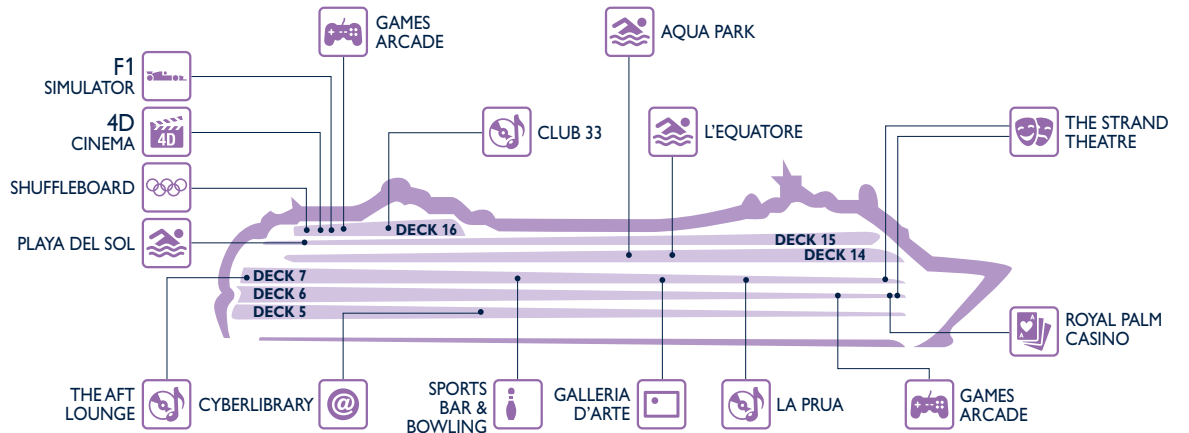 GAMES
ARCADE
AQUA PARK
F1
SIMULATOR
4D
4D
CINEMA
CLUB 33
L'EQUATORE
THE STRAND
THEATRE
SHUFFLEBOARD
PLAYA DEL SOL
DECK 16
DECK 15
DECK 14
DECK 7
DECK 6
DECK 5
ROYAL PALM
CASINO
A
A
THE AFT
LOUNGE
CYBERLIBRARY
@
SPORTS
BAR &
BOWLING
GALLERIA
D'ARTE
LA PRUA
GAMES
ARCADE